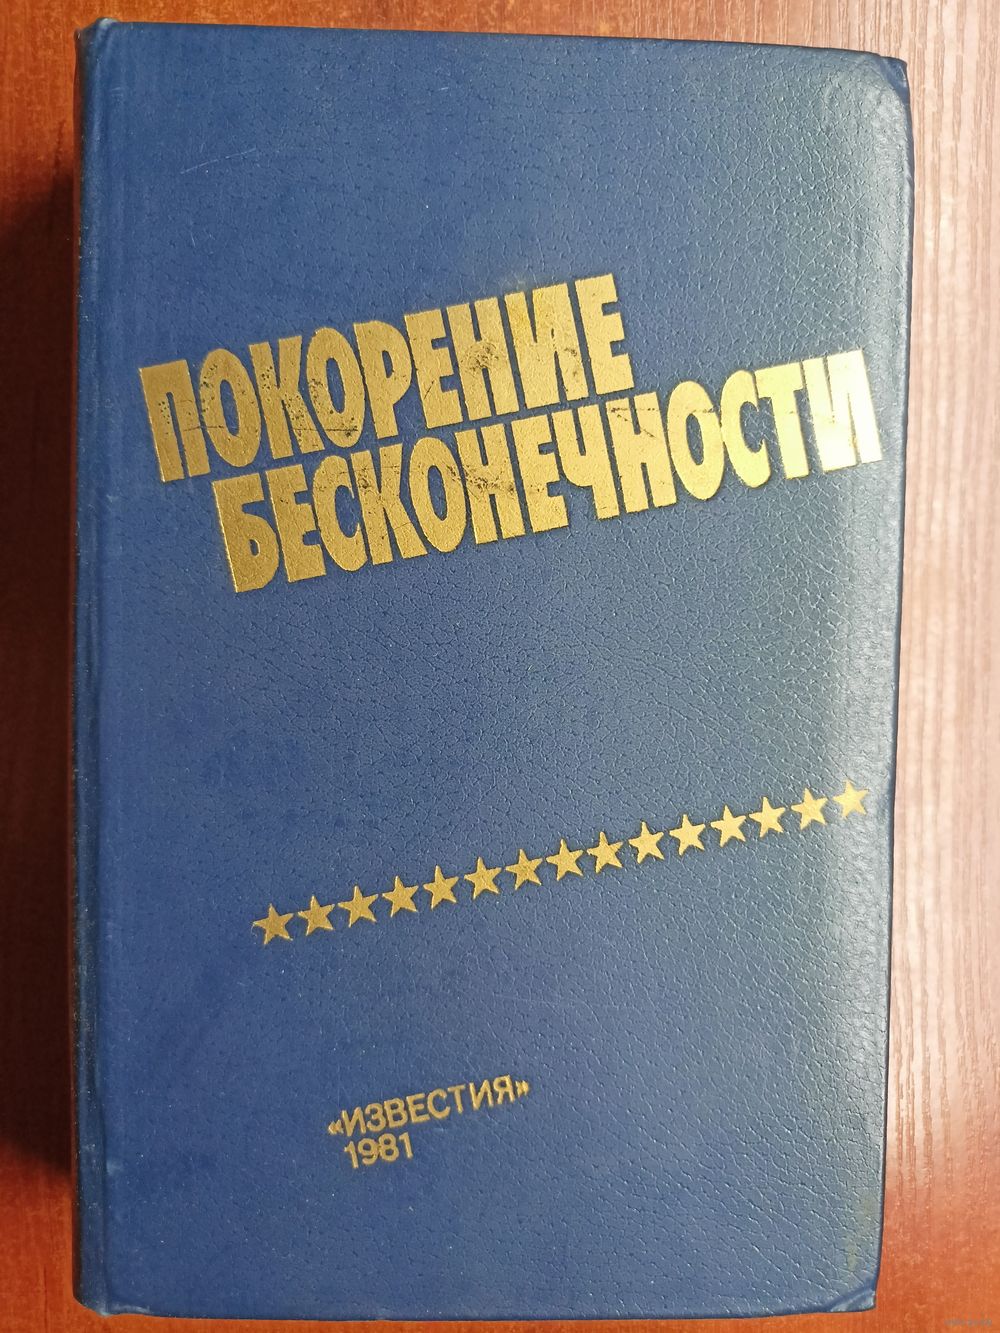 ПОКОРЕНИЕ
БЕСКОНЕЧНОСТИ
«ИЗВЕСТИЯ»
1981